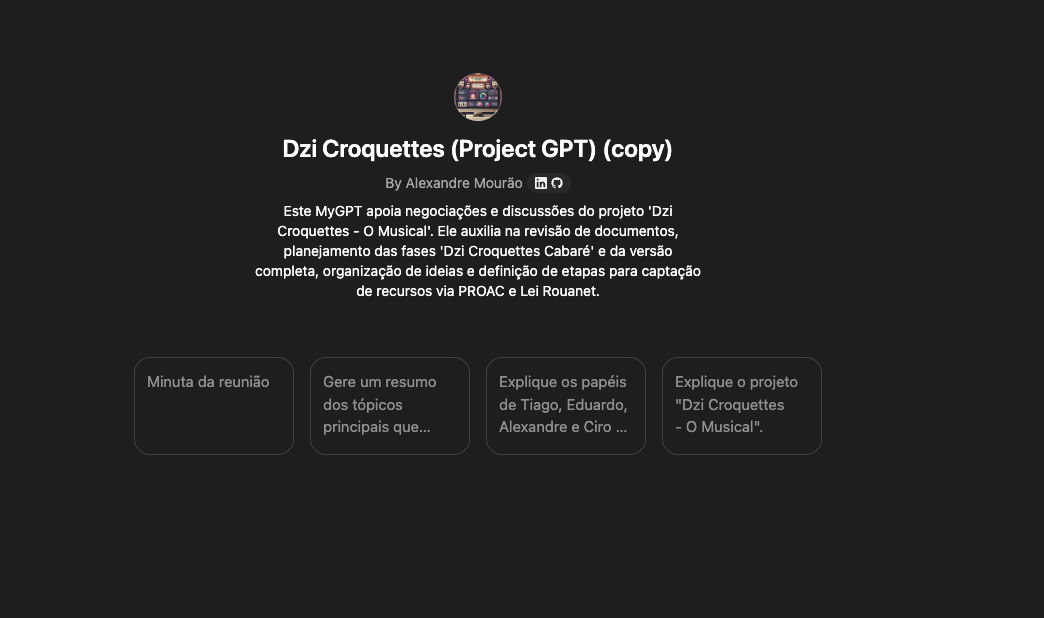 Dzi Croquettes (Project GPT) (copy)
By Alexandre Mourão
Este MyGPT apoia negociações e discussões do projeto 'Dzi
Croquettes - O Musical'. Ele auxilia na revisão de documentos,
planejamento das fases 'Dzi Croquettes Cabaré' e da versão
completa, organização de ideias e definição de etapas para captação
de recursos via PROAC e Lei Rouanet.
Minuta da reunião
Gere um resumo
dos tópicos
principais que...
Explique os papéis
de Tiago, Eduardo,
Alexandre e Ciro ...
Explique o projeto
"Dzi Croquettes
- O Musical".